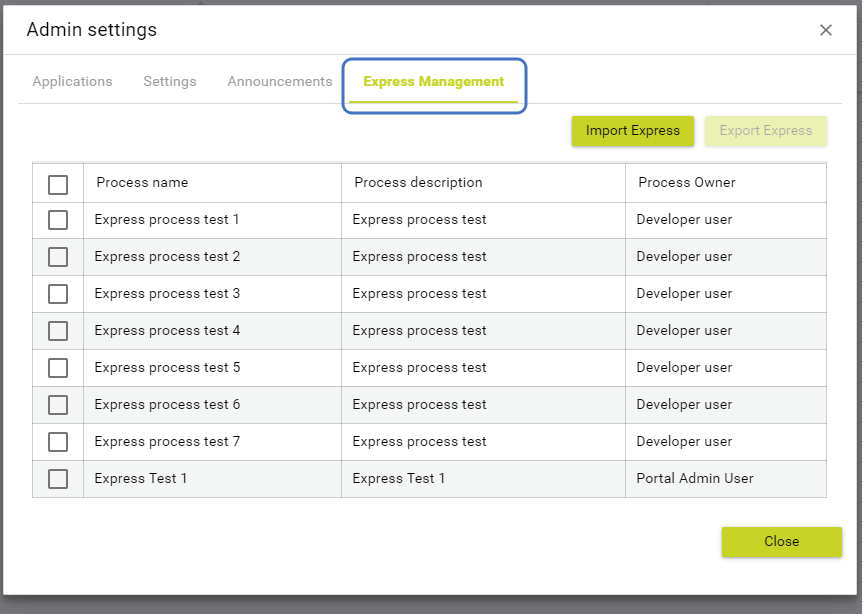 Admin settings
Applications Settings Announcements Express Management
Import Express Export Express
Process name Process description Process Owner
Express process test 1 Express process test Developer user
Express process test 2 Express process test Developer user
Express process test 3 Express process test Developer user
Express process test 4 Express process test Developer user
Express process test 5 Express process test Developer user
Express process test 6 Express process test Developer user
Express process test 7 Express process test Developer user
Express Test 1 Express Test 1 Portal Admin User
Close